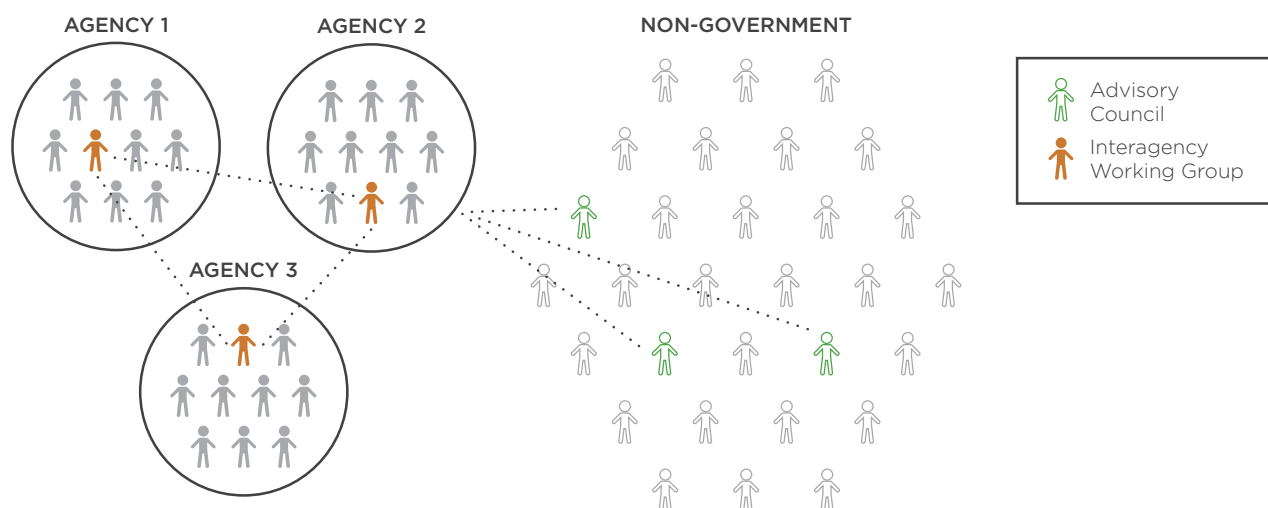 AGENCY 1
AGENCY 2
NON-GOVERNMENT
Advisory
Council
Interagency
Working Group
AGENCY 3